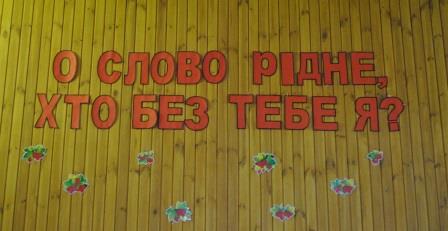 О СЛОВО РІДНЕ,
ХТО БЕЗ ТЕБЕ Я?